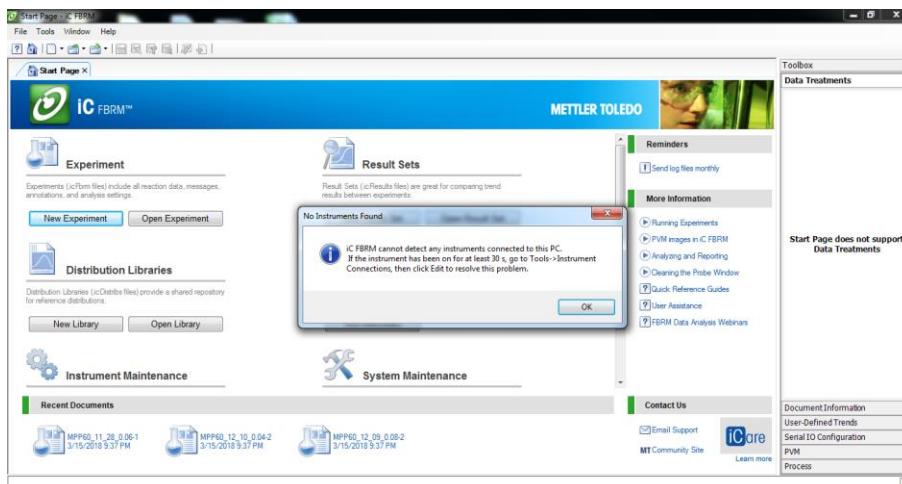 Start Page - iC FBRM
File Tools Window Help
Start Page
iC FBRM™
METTLER TOLEDO
Experiment
Experiments (.icFbrm files) include all reaction data, messages,
annotations, and analysis settings.
New Experiment Open Experiment
Result Sets
Result Sets (.icResults files) are great for comparing trend
results between experiments.
Distribution Libraries
Distribution Libraries (.icDistribs files) provide a shared repository
for reference distributions.
New Library Open Library
Instrument Maintenance
System Maintenance
No Instruments Found
iC FBRM cannot detect any instruments connected to this PC.
If the instrument has been on for at least 30 s, go to Tools->Instrument
Connections, then click Edit to resolve this problem.
OK
Reminders
Send log files monthly
More Information
Running Experiments
PVM images in iC FBRM
Analyzing and Reporting
Cleaning the Probe Window
Quick Reference Guides
User Assistance
FBRM Data Analysis Webinars
Recent Documents
MPP60_11_28_0.06-1
3/15/2018 9:37 PM
MPP60_12_10_0.04-2
3/15/2018 9:37 PM
MPP60_12_09_0.08-2
3/15/2018 9:37 PM
Contact Us
Email Support
MT Community Site
iCare
Learn more
Toolbox
Data Treatments
Start Page does not support
Data Treatments
Document Information
User-Defined Trends
Serial IO Configuration
PVM
Process